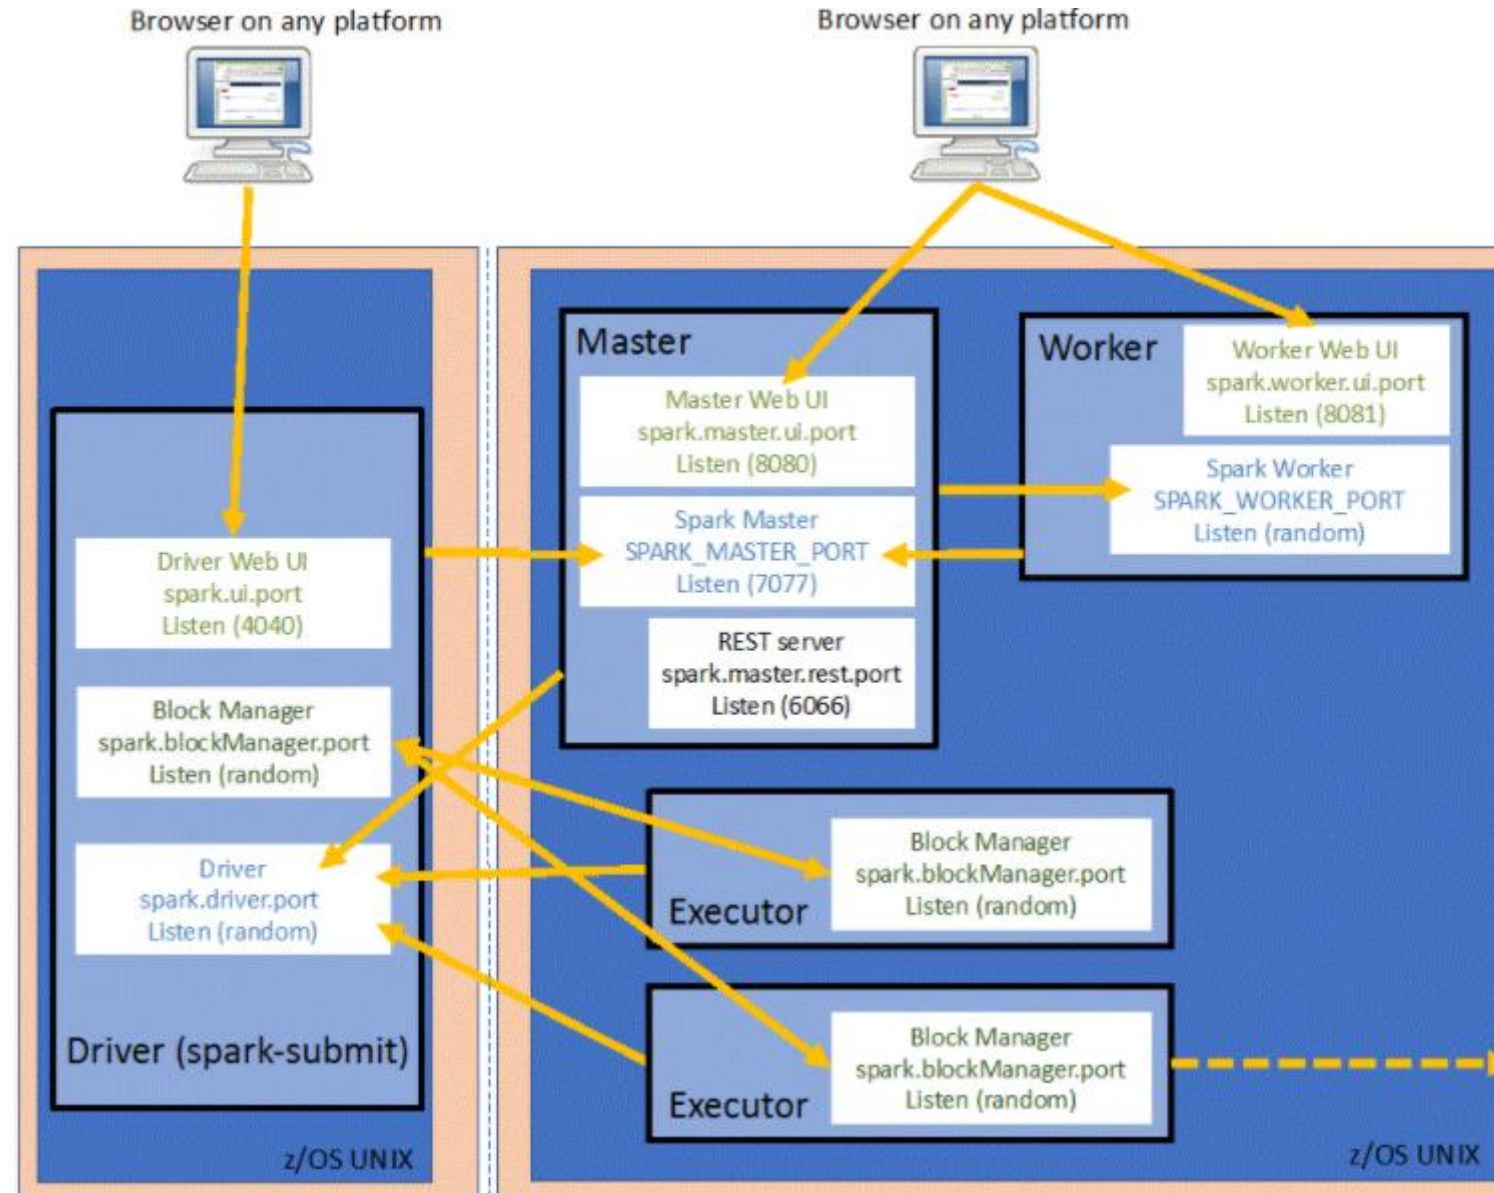 Browser on any platform
Browser on any platform
Master
Master Web UI
spark.master.ui.port
Listen (8080)
Spark Master
SPARK_MASTER_PORT
Listen (7077)
REST server
spark.master.rest.port
Listen (6066)
Worker
Worker Web UI
spark.worker.ui.port
Listen (8081)
Spark Worker
SPARK_WORKER_PORT
Listen (random)
Driver Web UI
spark.ui.port
Listen (4040)
Block Manager
spark.blockManager.port
Listen (random)
Driver
spark.driver.port
Listen (random)
Driver (spark-submit)
z/OS UNIX
Block Manager
spark.blockManager.port
Listen (random)
Executor
Block Manager
spark.blockManager.port
Listen (random)
Executor
z/OS UNIX